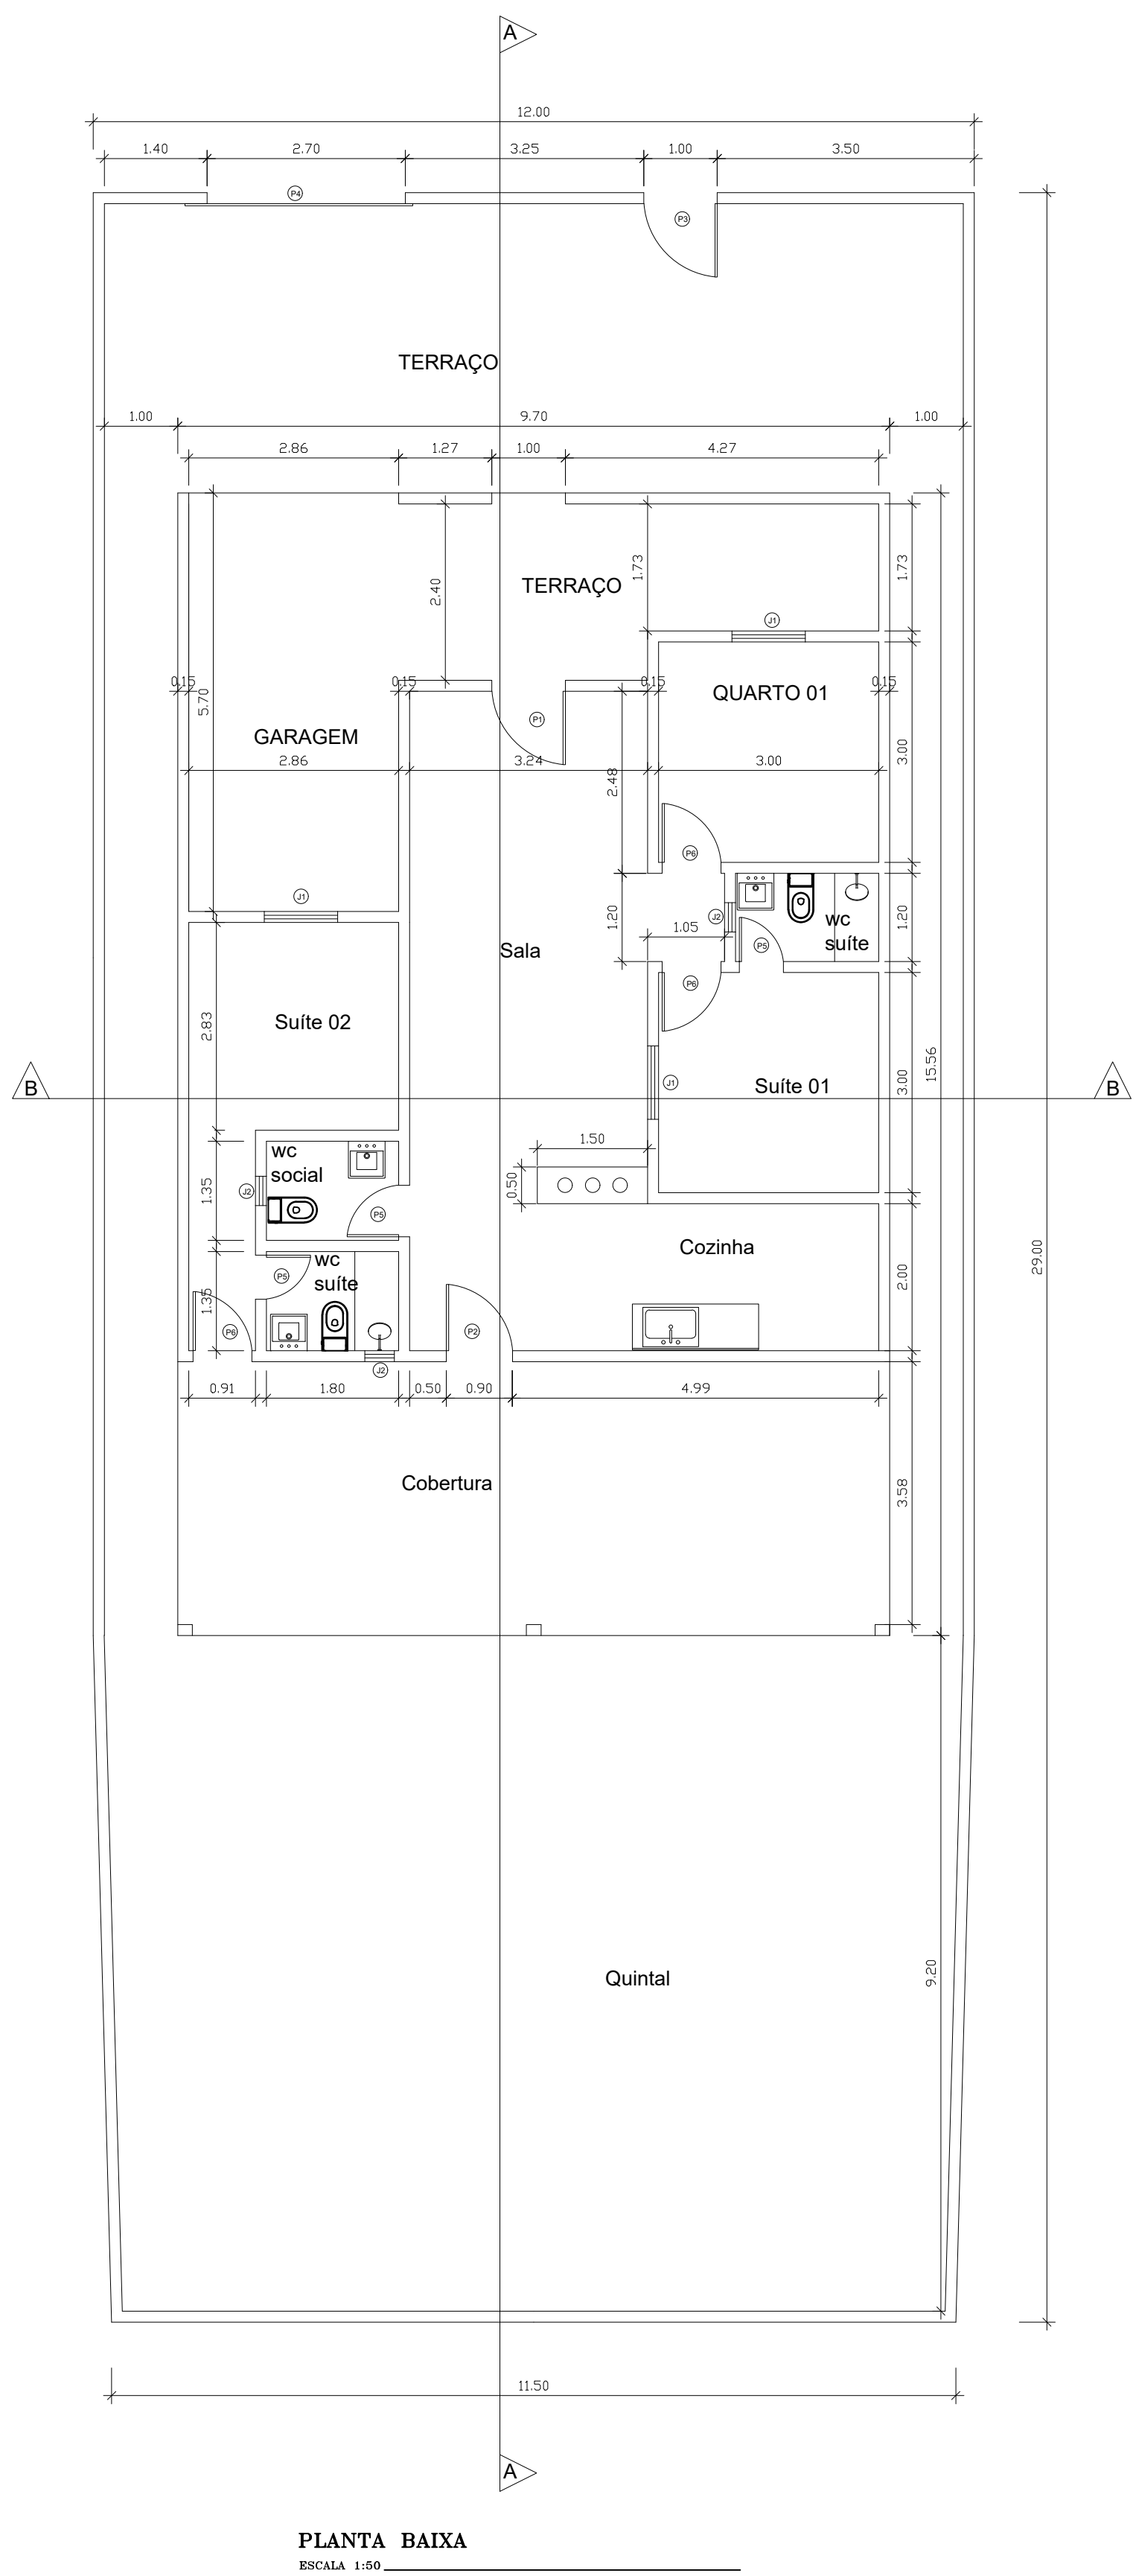 A
12.00
1.40 2.70 3.25 1.00 3.50
P4
P3
TERRAÇO
1.00 9.70 1.00
2.86 1.27 1.00 4.27
1.73 1.73
2.40
TERRAÇO
J1
0.15 0.15 0.15 0.15
5.70
QUARTO 01
P1
GARAGEM
2.86 3.24 3.00
3.00
2.48
P6
J1
J2
wc
suíte
1.20 1.20
1.05
P5
Sala
P6
Suíte 02
2.83
15.56
J1
Suíte 01
3.00
B B
1.50
wc
social
0.50
J2
1.35
P5
Cozinha
29.00
wc
suíte
P5
2.00
1.35
P6
P2
J2
0.91 1.80 0.50 0.90 4.99
Cobertura
3.58
Quintal
9.20
11.50
A
PLANTA BAIXA
ESCALA 1:50